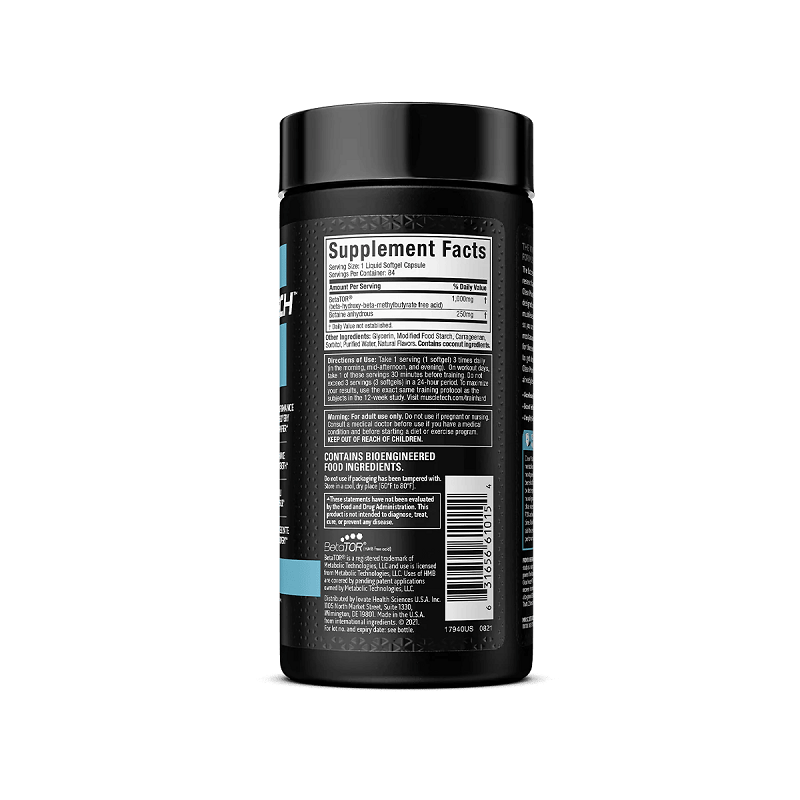 CH™
Supplement Facts
Serving Size: 1 Liquid Softgel Capsule
Servings Per Container: 84
Amount Per Serving % Daily Value
BetaTOR® 1,000mg †
(beta-hydroxy-beta-methylbutyrate free acid)
Betaine anhydrous 250mg †
† Daily Value not established.
Other Ingredients: Glycerin, Modified Food Starch, Carrageenan,
Sorbitol, Purified Water, Natural Flavors. Contains coconut ingredients.
Directions of Use: Take 1 serving (1 softgel) 3 times daily
(in the morning, mid-afternoon, and evening). On workout days,
take 1 of these servings 30 minutes before training. Do not
exceed 3 servings (3 softgels) in a 24-hour period. To maximize
your results, use the exact same training protocol as the
subjects in the 12-week study. Visit muscletech.com/trainhard
Warning: For adult use only. Do not use if pregnant or nursing.
Consult a medical doctor before use if you have a medical
condition and before starting a diet or exercise program.
KEEP OUT OF REACH OF CHILDREN.
CONTAINS BIOENGINEERED
FOOD INGREDIENTS.
Do not use if packaging has been tampered with.
Store in a cool, dry place (60°F to 80°F).
These statements have not been evaluated
by the Food and Drug Administration. This
product is not intended to diagnose, treat,
cure, or prevent any disease.
BetaTOR® (HMB free acid)
BetaTOR® is a registered trademark of
Metabolic Technologies, LLC and use is licensed
from Metabolic Technologies, LLC. Uses of HMB
are covered by pending patent applications
owned by Metabolic Technologies, LLC.
Distributed by Iovate Health Sciences U.S.A. Inc.
1105 North Market Street, Suite 1330,
Wilmington, DE 19801. Made in the U.S.A.
from international ingredients. © 2021.
For lot no. and expiry date: see bottle.
6 31656 61015 4
17940US 0821